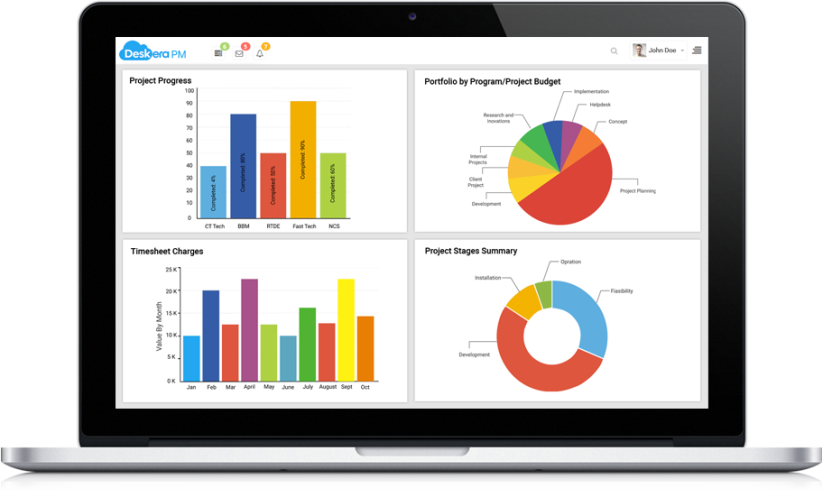 Deskera PM
6
5
7
John Doe
Project Progress
100
90
80
70
60
50
40
30
20
10
0
Completed: 4%
Completed: 80%
Completed: 50%
Completed: 90%
Completed: 60%
CT Tech
BBM
RTDE
Fast Tech
NCS
Portfolio by Program/Project Budget
Implementation
Helpdesk
Concept
Project Planning
Research and
Inovations
Internal
Projects
Client
Project
Development
Timesheet Charges
Value By Month
25 K
20 K
15 K
10 K
5 K
0 K
Jan
Feb
Mar
April
May
June
July
August
Sept
Oct
Project Stages Summary
Opration
Installation
Fiasibility
Development